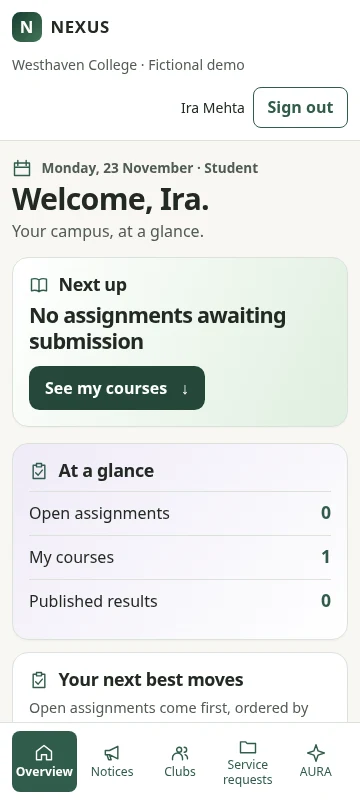 N NEXUS
Westhaven College · Fictional demo
Ira Mehta Sign out
Monday, 23 November · Student
Welcome, Ira.
Your campus, at a glance.
Next up
No assignments awaiting
submission
See my courses ↓
At a glance
Open assignments 0
My courses 1
Published results 0
Your next best moves
Open assignments come first, ordered by
Overview
Notices
Clubs
Service
requests
AURA